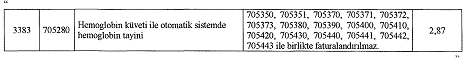 “
3383 705280 Hemoglobin küveti ile otomatik sistemde hemoglobin tayini 705350, 705351, 705370, 705371, 705372, 2,87
705373, 705380, 705390, 705400, 705410,
705420, 705430, 705440, 705441, 705442,
705443 ile birlikte faturalandırılmaz.
”